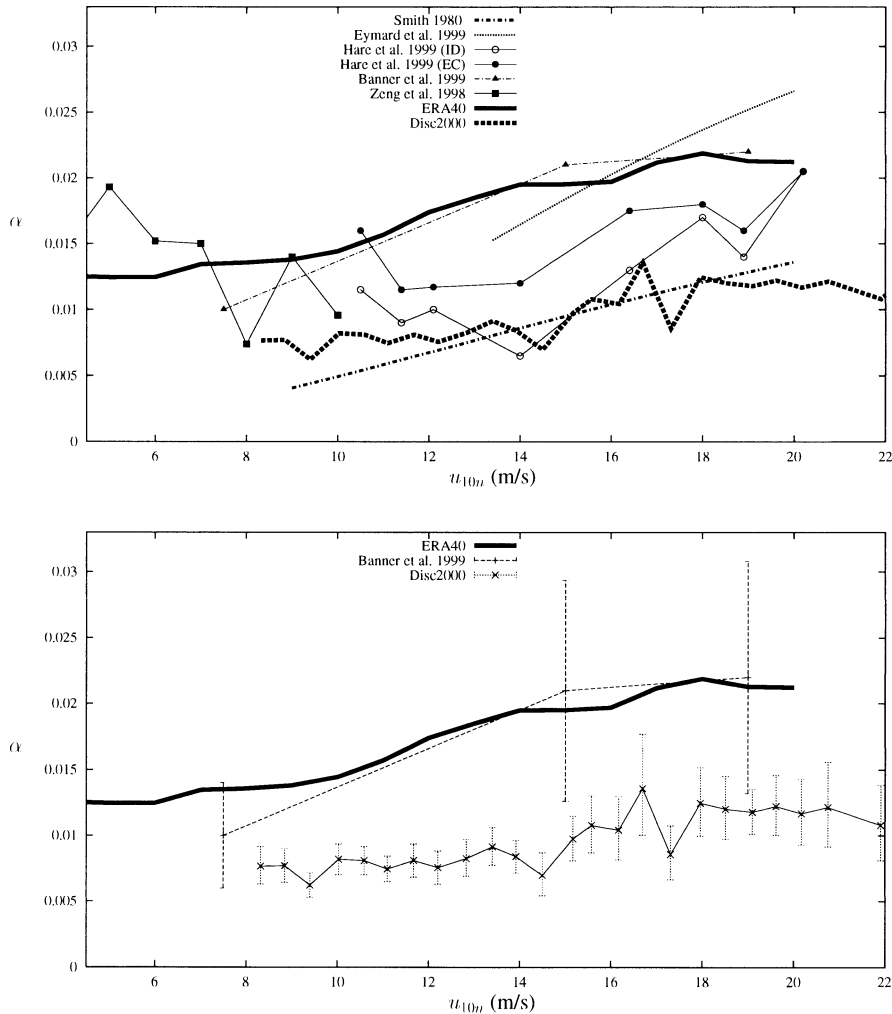 Smith 1980
Eymard et al. 1999
Hare et al. 1999 (ID)
Hare et al. 1999 (EC)
Banner et al. 1999
Zeng et al. 1998
ERA40
Disc2000
0.03
0.025
0.02
0.015
0.01
0.005
0
α
6 8 10 12 14 16 18 20 22
u10n (m/s)
ERA40
Banner et al. 1999
Disc2000
0.03
0.025
0.02
0.015
0.01
0.005
0
α
6 8 10 12 14 16 18 20 22
u10n (m/s)